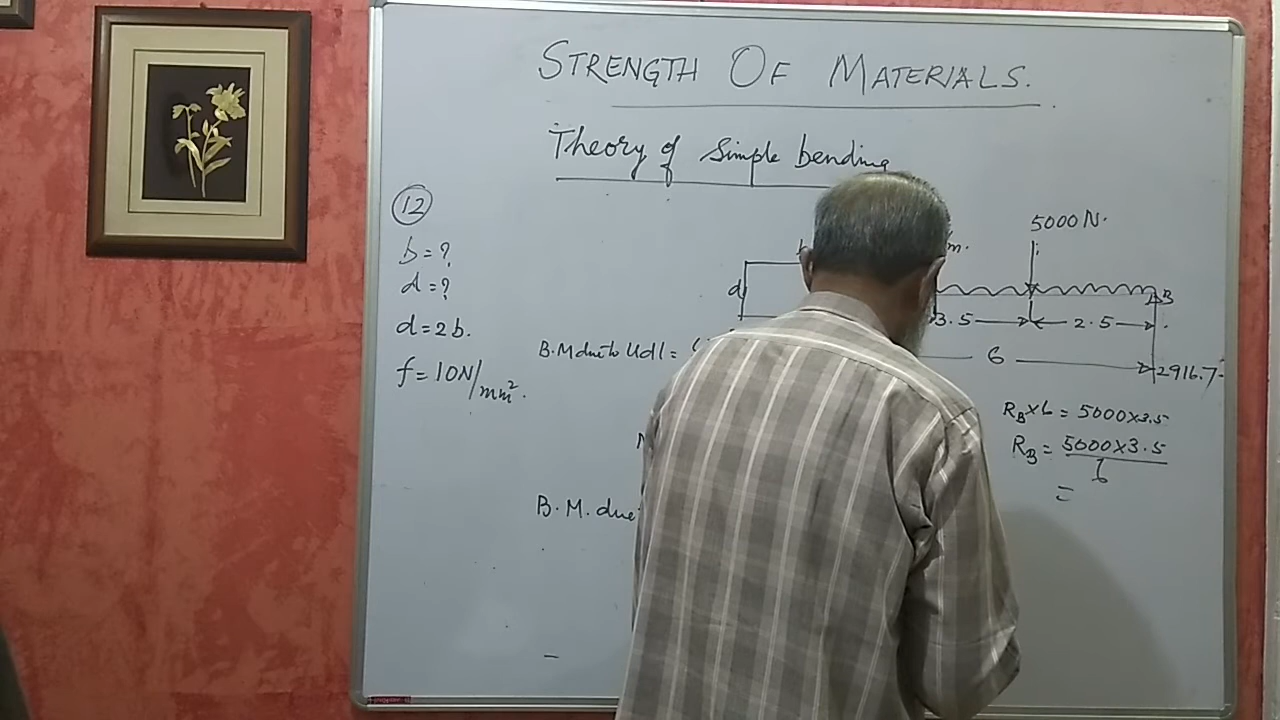 STRENGTH OF MATERIALS.
Theory of Simple bending
12
b = ?
d = ?
d = 2b.
f = 10N/mm².
d
5000 N.
m.
B
3.5
2.5
6
2916.7
B.M due to Udl =
R_B × 6 = 5000×3.5
R_B = 5000×3.5 / 6
=
B. M. due